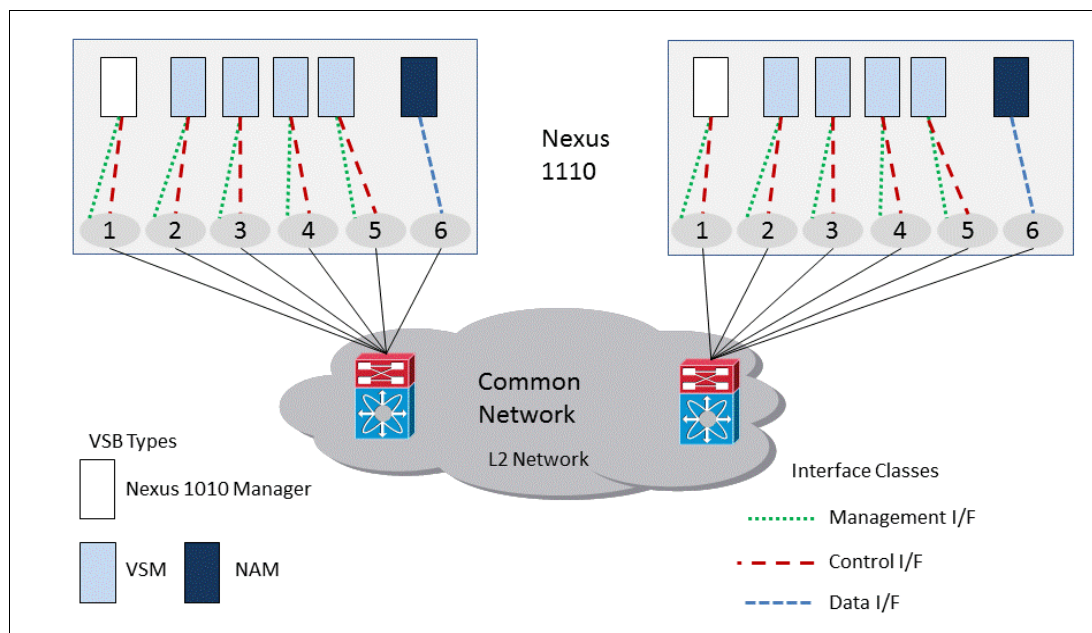 Nexus
1110
1 2 3 4 5 6
1 2 3 4 5 6
Common
Network
L2 Network
VSB Types
Nexus 1010 Manager
VSM
NAM
Interface Classes
Management I/F
Control I/F
Data I/F